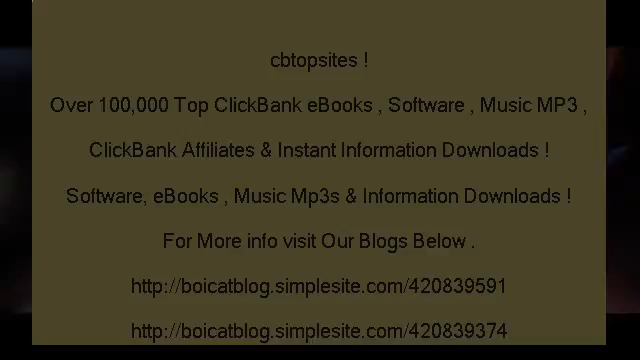 cbtopsites !
Over 100,000 Top ClickBank eBooks , Software , Music MP3 ,
ClickBank Affiliates & Instant Information Downloads !
Software, eBooks , Music Mp3s & Information Downloads !
For More info visit Our Blogs Below .
http://boicatblog.simplesite.com/420839591
http://boicatblog.simplesite.com/420839374